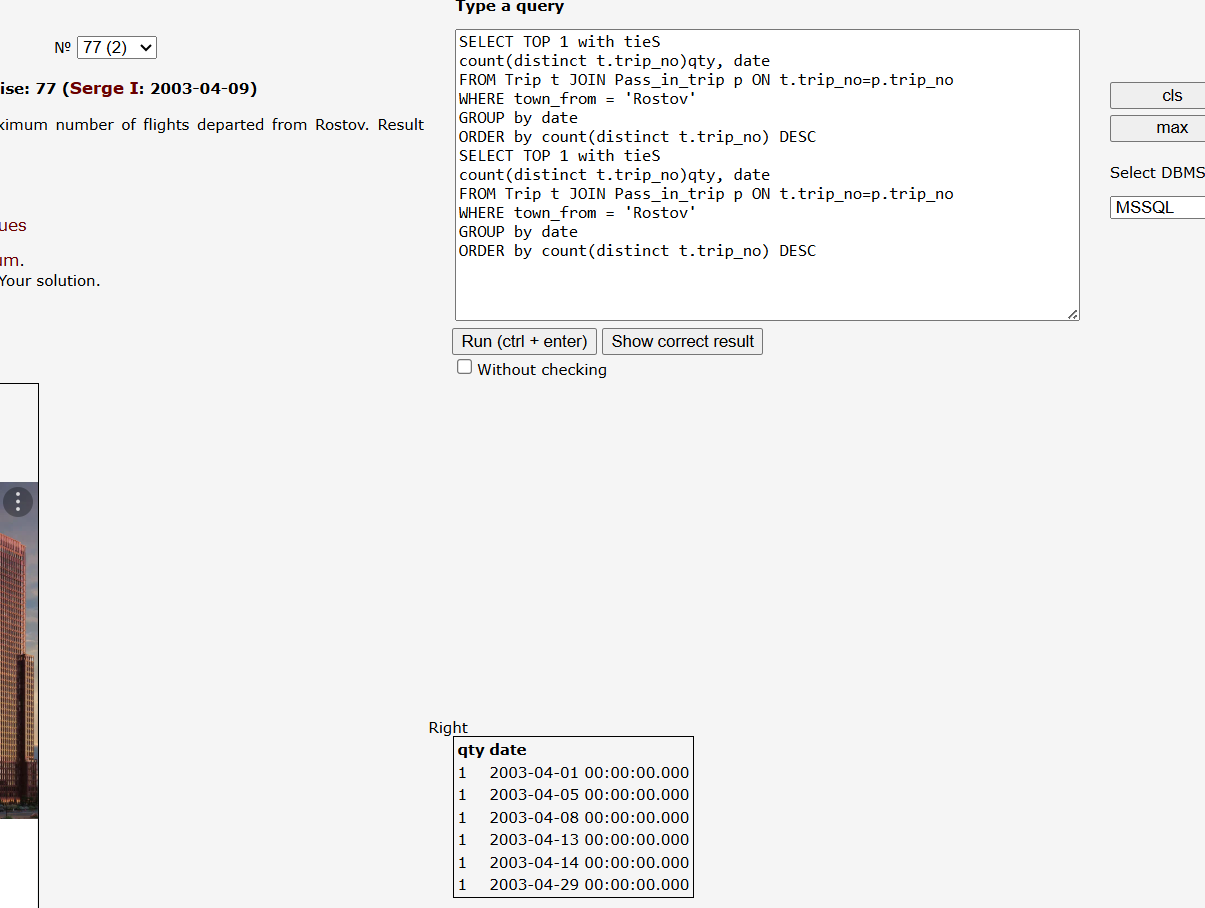 Type a query
№ 77 (2)
ise: 77 (Serge I: 2003-04-09)
ximum number of flights departed from Rostov. Result
ues
um.
Your solution.
SELECT TOP 1 with tieS
count(distinct t.trip_no)qty, date
FROM Trip t JOIN Pass_in_trip p ON t.trip_no=p.trip_no
WHERE town_from = 'Rostov'
GROUP by date
ORDER by count(distinct t.trip_no) DESC
SELECT TOP 1 with tieS
count(distinct t.trip_no)qty, date
FROM Trip t JOIN Pass_in_trip p ON t.trip_no=p.trip_no
WHERE town_from = 'Rostov'
GROUP by date
ORDER by count(distinct t.trip_no) DESC
cls
max
Select DBMS
MSSQL
Run (ctrl + enter) Show correct result
Without checking
Right
qty date
1 2003-04-01 00:00:00.000
1 2003-04-05 00:00:00.000
1 2003-04-08 00:00:00.000
1 2003-04-13 00:00:00.000
1 2003-04-14 00:00:00.000
1 2003-04-29 00:00:00.000